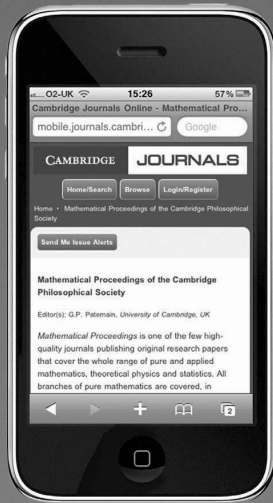 O2-UK 15:26 57%
Cambridge Journals Online - Mathematical Pro...
mobile.journals.cambri... Google
CAMBRIDGE JOURNALS
Home/Search Browse Login/Register
Home • Mathematical Proceedings of the Cambridge Philosophical
Society
Send Me Issue Alerts
Mathematical Proceedings of the Cambridge
Philosophical Society
Editor(s): G.P. Paternain, University of Cambridge, UK
Mathematical Proceedings is one of the few high-
quality journals publishing original research papers
that cover the whole range of pure and applied
mathematics, theoretical physics and statistics. All
branches of pure mathematics are covered, in
2